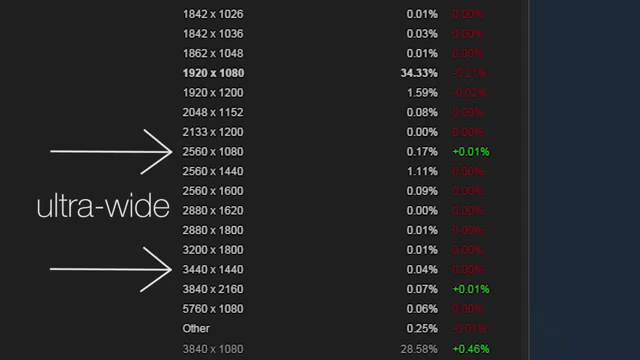 1842 x 1026 0.01% 0.00%
1842 x 1036 0.03% 0.00%
1862 x 1048 0.01% 0.00%
1920 x 1080 34.33% -0.21%
1920 x 1200 1.59% -0.02%
2048 x 1152 0.08% 0.00%
2133 x 1200 0.00% 0.00%
2560 x 1080 0.17% +0.01%
2560 x 1440 1.11% 0.00%
2560 x 1600 0.09% 0.00%
ultra-wide
2880 x 1620 0.00% 0.00%
2880 x 1800 0.01% 0.00%
3200 x 1800 0.01% 0.00%
3440 x 1440 0.04% 0.00%
3840 x 2160 0.07% +0.01%
5760 x 1080 0.06% 0.00%
Other 0.25% -0.01%
3840 x 1080 28.58% +0.46%